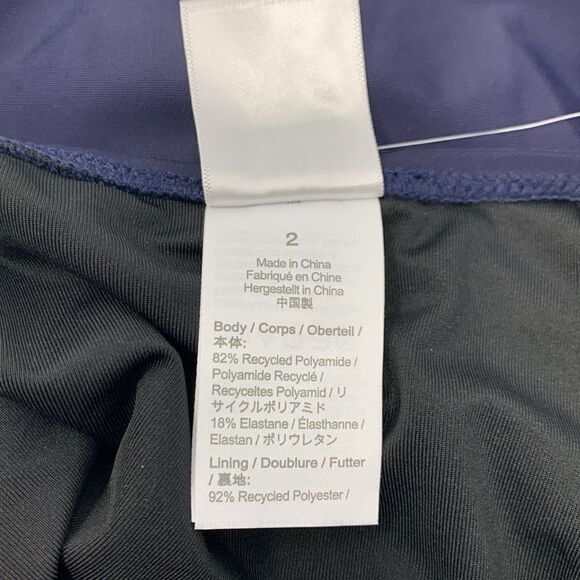 2
Made in China
Fabriqué en Chine
Hergestellt in China
中国製
Body / Corps / Oberteil /
本体:
82% Recycled Polyamide /
Polyamide Recyclé /
Recyceltes Polyamid / リ
サイクルポリアミド
18% Elastane / Élasthanne /
Elastan / ポリウレタン
Lining / Doublure / Futter
/ 裏地:
92% Recycled Polyester /